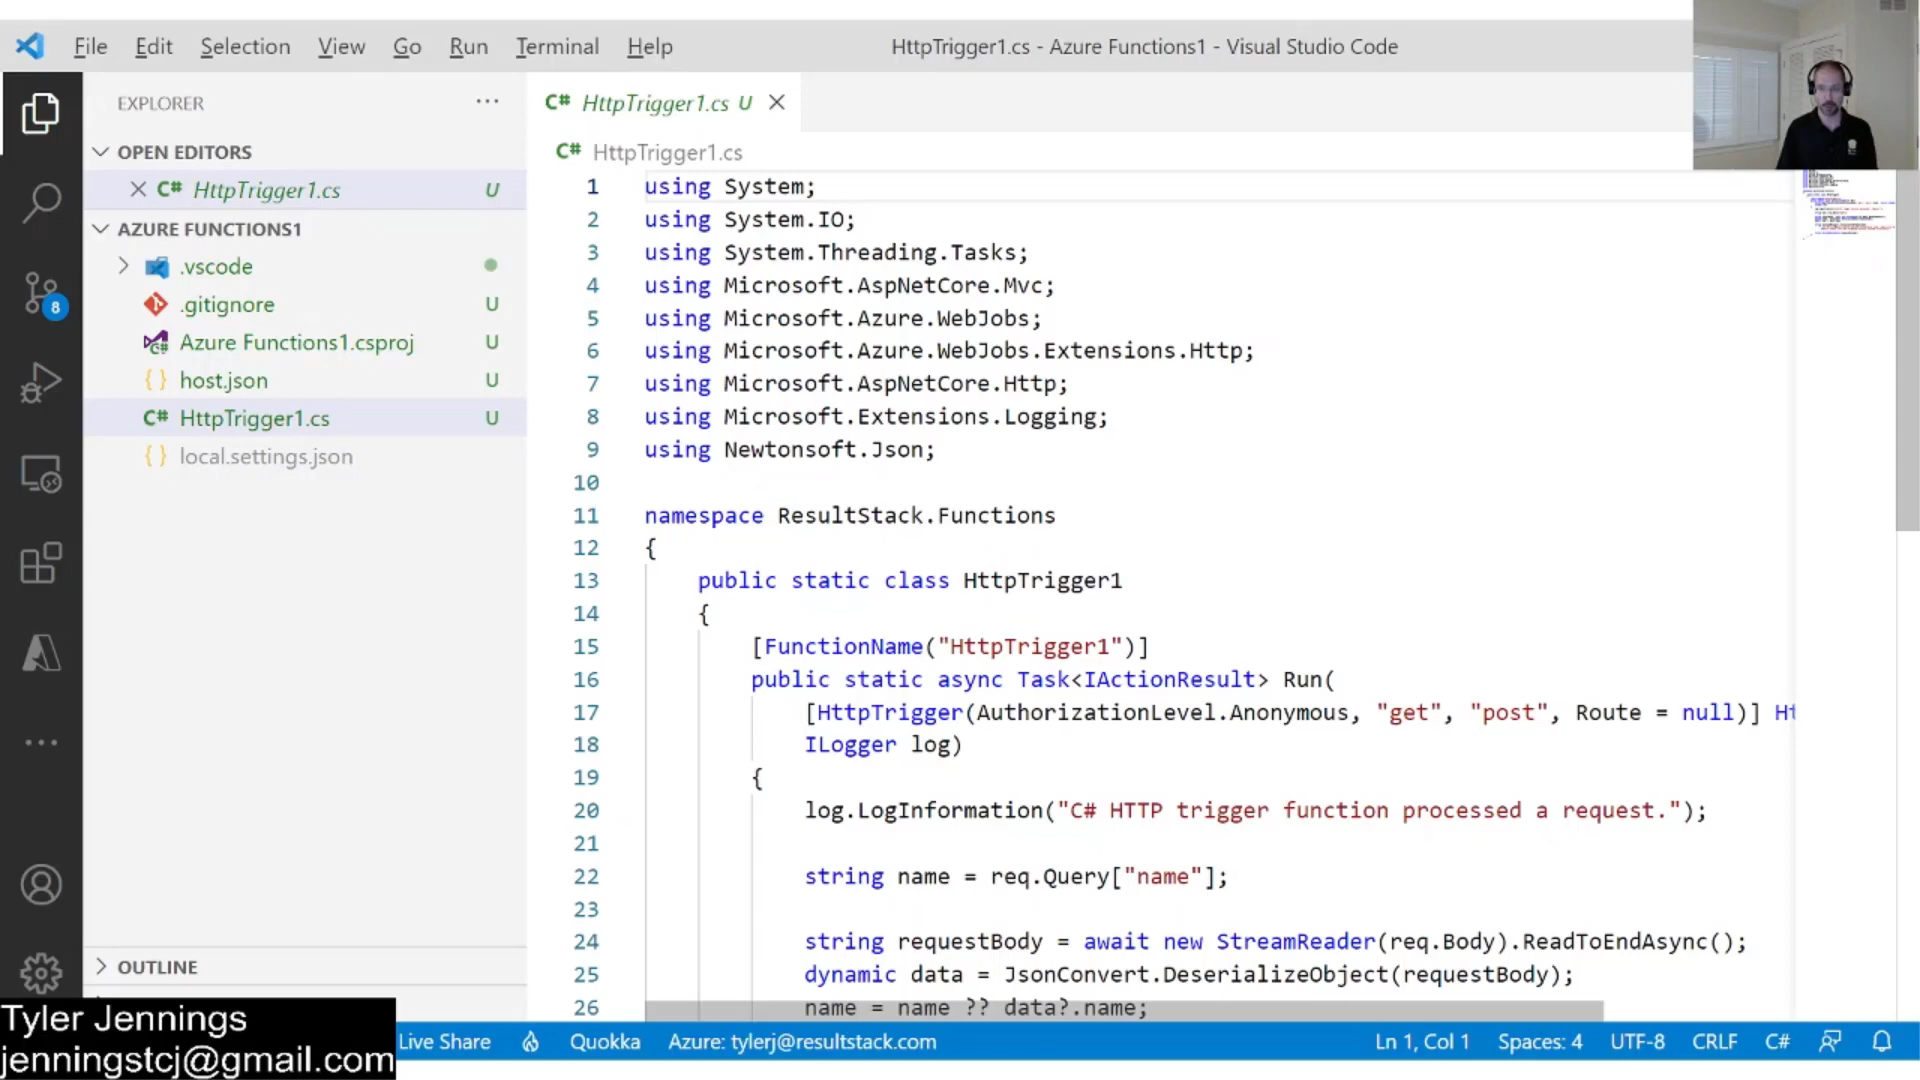 File Edit Selection View Go Run Terminal Help
HttpTrigger1.cs - Azure Functions1 - Visual Studio Code
EXPLORER
OPEN EDITORS
C# HttpTrigger1.cs U
AZURE FUNCTIONS1
.vscode
.gitignore U
Azure Functions1.csproj U
{ } host.json U
C# HttpTrigger1.cs U
{ } local.settings.json
OUTLINE
8
C# HttpTrigger1.cs U
C# HttpTrigger1.cs
1 using System;
2 using System.IO;
3 using System.Threading.Tasks;
4 using Microsoft.AspNetCore.Mvc;
5 using Microsoft.Azure.WebJobs;
6 using Microsoft.Azure.WebJobs.Extensions.Http;
7 using Microsoft.AspNetCore.Http;
8 using Microsoft.Extensions.Logging;
9 using Newtonsoft.Json;
10
11 namespace ResultStack.Functions
12 {
13 public static class HttpTrigger1
14 {
15 [FunctionName("HttpTrigger1")]
16 public static async Task<IActionResult> Run(
17 [HttpTrigger(AuthorizationLevel.Anonymous, "get", "post", Route = null)]
18 ILogger log)
19 {
20 log.LogInformation("C# HTTP trigger function processed a request.");
21
22 string name = req.Query["name"];
23
24 string requestBody = await new StreamReader(req.Body).ReadToEndAsync();
25 dynamic data = JsonConvert.DeserializeObject(requestBody);
26 name = name ?? data?.name;
Tyler Jennings
jenningstcj@gmail.com
Live Share Quokka Azure: tylerj@resultstack.com Ln 1, Col 1 Spaces: 4 UTF-8 CRLF C#